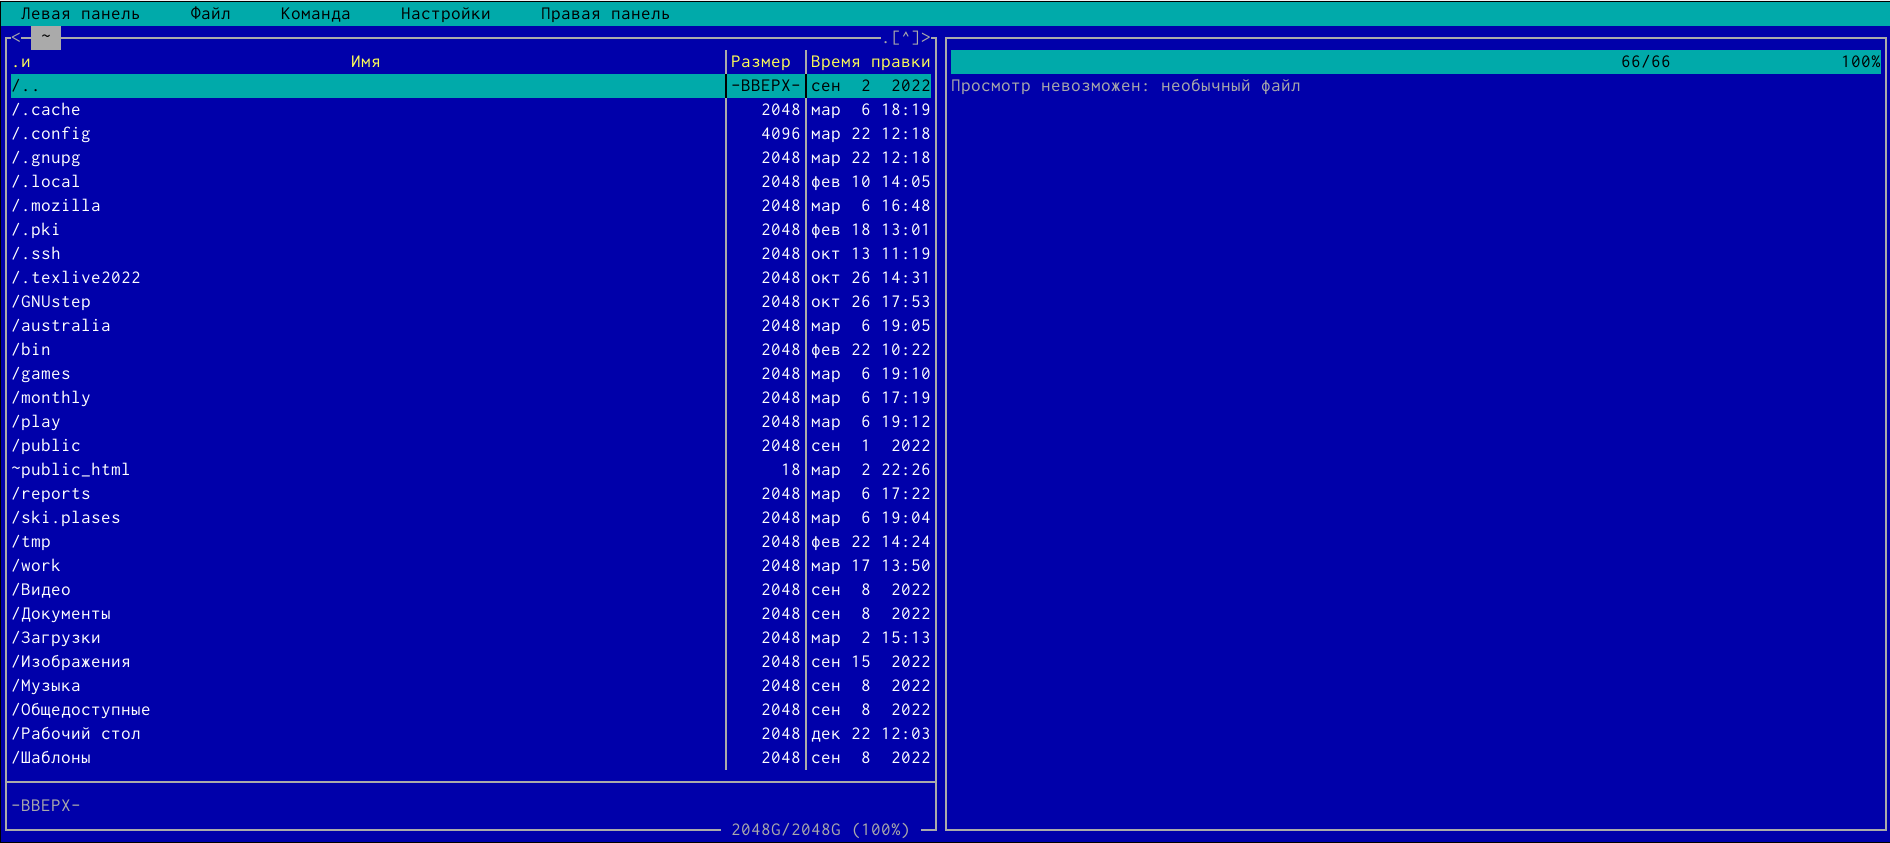 Левая панель Файл Команда Настройки Правая панель
<─ ~ .[^]>
.и Имя Размер Время правки
/.. -ВВЕРХ- сен 2 2022
/.cache 2048 мар 6 18:19
/.config 4096 мар 22 12:18
/.gnupg 2048 мар 22 12:18
/.local 2048 фев 10 14:05
/.mozilla 2048 мар 6 16:48
/.pki 2048 фев 18 13:01
/.ssh 2048 окт 13 11:19
/.texlive2022 2048 окт 26 14:31
/GNUstep 2048 окт 26 17:53
/australia 2048 мар 6 19:05
/bin 2048 фев 22 10:22
/games 2048 мар 6 19:10
/monthly 2048 мар 6 17:19
/play 2048 мар 6 19:12
/public 2048 сен 1 2022
~public_html 18 мар 2 22:26
/reports 2048 мар 6 17:22
/ski.plases 2048 мар 6 19:04
/tmp 2048 фев 22 14:24
/work 2048 мар 17 13:50
/Видео 2048 сен 8 2022
/Документы 2048 сен 8 2022
/Загрузки 2048 мар 2 15:13
/Изображения 2048 сен 15 2022
/Музыка 2048 сен 8 2022
/Общедоступные 2048 сен 8 2022
/Рабочий стол 2048 дек 22 12:03
/Шаблоны 2048 сен 8 2022
-ВВЕРХ-
2048G/2048G (100%)
66/66 100%
Просмотр невозможен: необычный файл